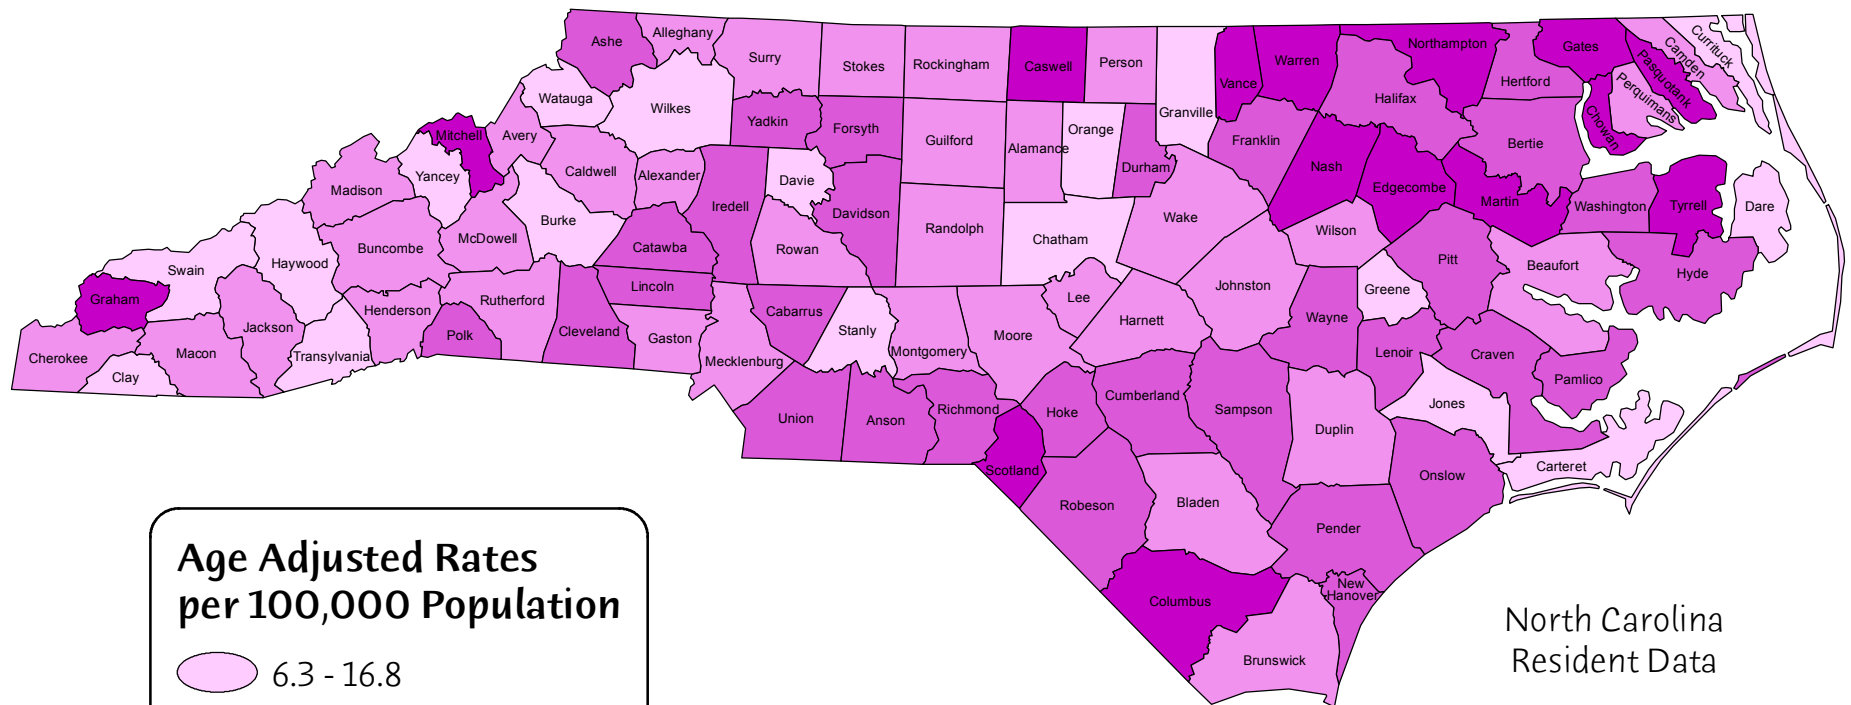 Ashe
Alleghany
Surry
Stokes
Rockingham
Caswell
Person
Granville
Vance
Warren
Northampton
Gates
Camden
Currituck
Pasquotank
Perquimans
Chowan
Hertford
Halifax
Bertie
Watauga
Wilkes
Yadkin
Forsyth
Guilford
Alamance
Orange
Durham
Franklin
Nash
Edgecombe
Martin
Washington
Tyrrell
Dare
Mitchell
Avery
Yancey
Madison
Caldwell
Alexander
Iredell
Davie
Davidson
Randolph
Chatham
Wake
Wilson
Pitt
Beaufort
Hyde
Swain
Haywood
Buncombe
McDowell
Burke
Catawba
Rowan
Lincoln
Graham
Jackson
Henderson
Rutherford
Polk
Cleveland
Gaston
Cabarrus
Stanly
Montgomery
Moore
Lee
Harnett
Johnston
Wayne
Greene
Lenoir
Craven
Pamlico
Cherokee
Clay
Macon
Transylvania
Mecklenburg
Union
Anson
Richmond
Scotland
Hoke
Cumberland
Sampson
Duplin
Jones
Carteret
Onslow
Robeson
Bladen
Pender
Columbus
New
Hanover
Brunswick
Age Adjusted Rates
per 100,000 Population
6.3 - 16.8
North Carolina
Resident Data